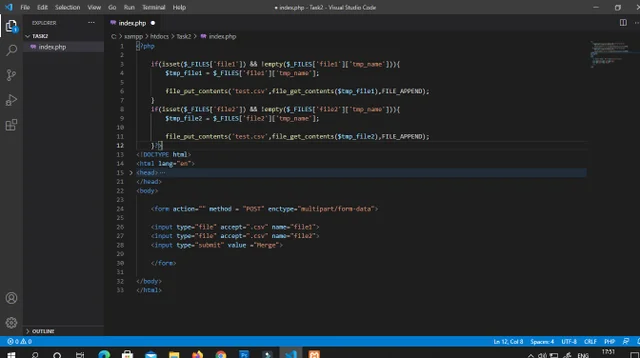 File Edit Selection View Go Run Terminal Help
● index.php - Task2 - Visual Studio Code
EXPLORER
TASK2
index.php
index.php ●
C: > xampp > htdocs > Task2 > index.php
1 <?php
2
3 if(isset($_FILES['file1']) && !empty($_FILES['file1']['tmp_name'])){
4 $tmp_file1 = $_FILES['file1']['tmp_name'];
5
6 file_put_contents('test.csv',file_get_contents($tmp_file1),FILE_APPEND);
7 }
8 if(isset($_FILES['file2']) && !empty($_FILES['file2']['tmp_name'])){
9 $tmp_file2 = $_FILES['file2']['tmp_name'];
10
11 file_put_contents('test.csv',file_get_contents($tmp_file2),FILE_APPEND);
12 }?>
13 <!DOCTYPE html>
14 <html lang="en">
15 <head>...
21 </head>
22 <body>
23
24 <form action="" method = "POST" enctype="multipart/form-data">
25
26 <input type="file" accept=".csv" name="file1">
27 <input type="file" accept=".csv" name="file2">
28 <input type="submit" value ="Merge">
29
30 </form>
31
32 </body>
33 </html>
OUTLINE
0 0
Ln 12, Col 8 Spaces: 4 UTF-8 CRLF PHP
ENG
17:51